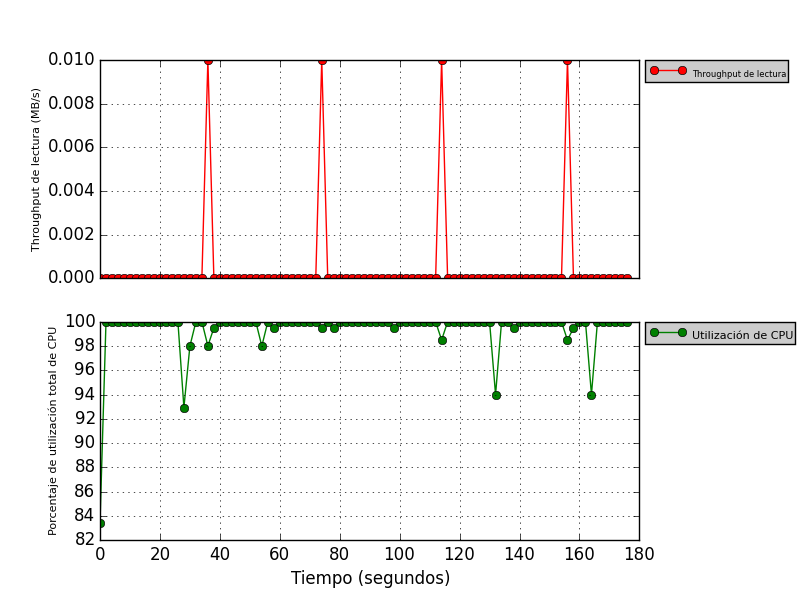 Throughput de lectura (MB/s)
0.010
0.008
0.006
0.004
0.002
0.000
Throughput de lectura
Porcentaje de utilización total de CPU
100
98
96
94
92
90
88
86
84
82
0 20 40 60 80 100 120 140 160 180
Tiempo (segundos)
Utilización de CPU